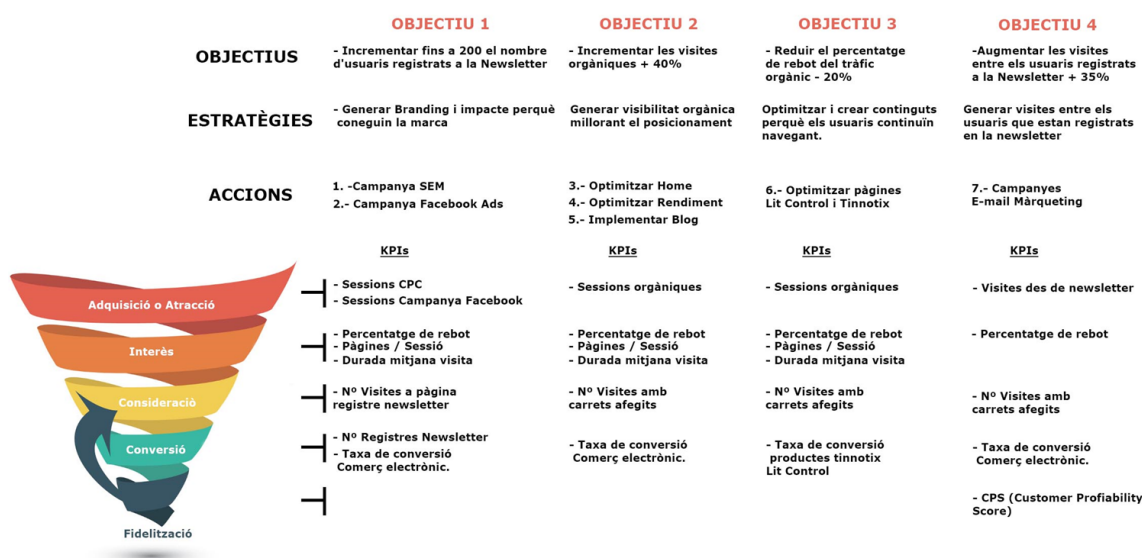 OBJECTIU 1
OBJECTIU 2
OBJECTIU 3
OBJECTIU 4
OBJECTIUS
- Incrementar fins a 200 el nombre
d'usuaris registrats a la Newsletter
- Incrementar les visites
orgàniques + 40%
- Reduir el percentatge
de rebot del tràfic
orgànic - 20%
-Augmentar les visites
entre els usuaris registrats
a la Newsletter + 35%
ESTRATÈGIES
- Generar Branding i impacte perquè
coneguin la marca
Generar visibilitat orgànica
millorant el posicionament
Optimitzar i crear continguts
perquè els usuaris continuïn
navegant.
Generar visites entre els
usuaris que estan registrats
en la newsletter
ACCIONS
1. -Campanya SEM
2.- Campanya Facebook Ads
3.- Optimitzar Home
4.- Optimitzar Rendiment
5.- Implementar Blog
6.- Optimitzar pàgines
Lit Control i Tinnotix
7.- Campanyes
E-mail Màrqueting
KPIs
KPIs
KPIs
KPIs
Adquisició o Atracció
- Sessions CPC
- Sessions Campanya Facebook
- Sessions orgàniques
- Sessions orgàniques
- Visites des de newsletter
Interès
- Percentatge de rebot
- Pàgines / Sessió
- Durada mitjana visita
- Percentatge de rebot
- Pàgines / Sessió
- Durada mitjana visita
- Percentatge de rebot
- Pàgines / Sessió
- Durada mitjana visita
- Percentatge de rebot
Consideració
- Nº Visites a pàgina
registre newsletter
- Nº Visites amb
carrets afegits
- Nº Visites amb
carrets afegits
- Nº Visites amb
carrets afegits
Conversió
- Nº Registres Newsletter
- Taxa de conversió
Comerç electrònic.
- Taxa de conversió
Comerç electrònic.
- Taxa de conversió
productes tinnotix
Lit Control
- Taxa de conversió
Comerç electrònic.
- CPS (Customer Profiability
Score)
Fidelització